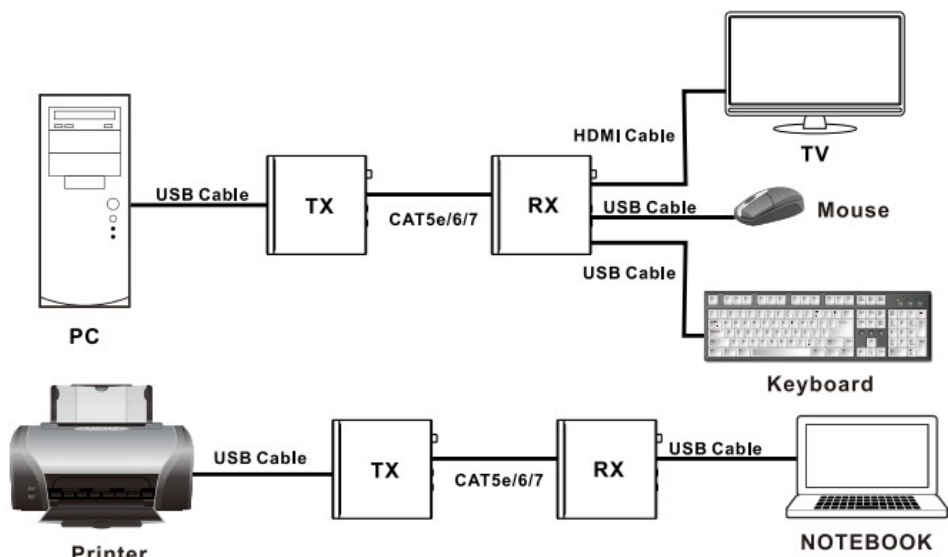 HDMI Cable
TV
USB Cable
TX
CAT5e/6/7
RX
USB Cable
Mouse
USB Cable
PC
Keyboard
USB Cable
TX
CAT5e/6/7
RX
USB Cable
Printer
NOTEBOOK